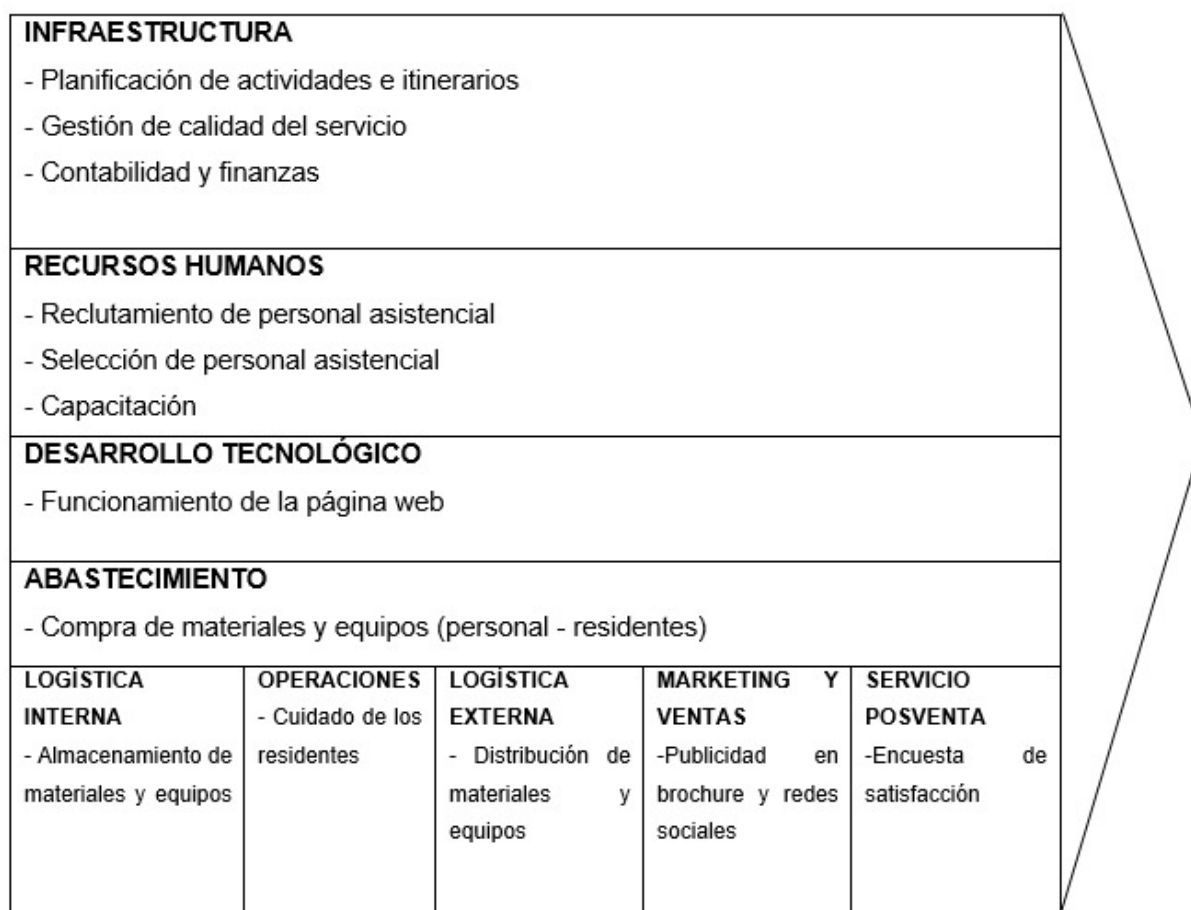 INFRAESTRUCTURA
- Planificación de actividades e itinerarios
- Gestión de calidad del servicio
- Contabilidad y finanzas
RECURSOS HUMANOS
- Reclutamiento de personal asistencial
- Selección de personal asistencial
- Capacitación
DESARROLLO TECNOLÓGICO
- Funcionamiento de la página web
ABASTECIMIENTO
- Compra de materiales y equipos (personal - residentes)
LOGÍSTICA
INTERNA
- Almacenamiento de
materiales y equipos
OPERACIONES
- Cuidado de los
residentes
LOGÍSTICA
EXTERNA
- Distribución de
materiales y
equipos
MARKETING Y
VENTAS
-Publicidad en
brochure y redes
sociales
SERVICIO
POSVENTA
-Encuesta de
satisfacción